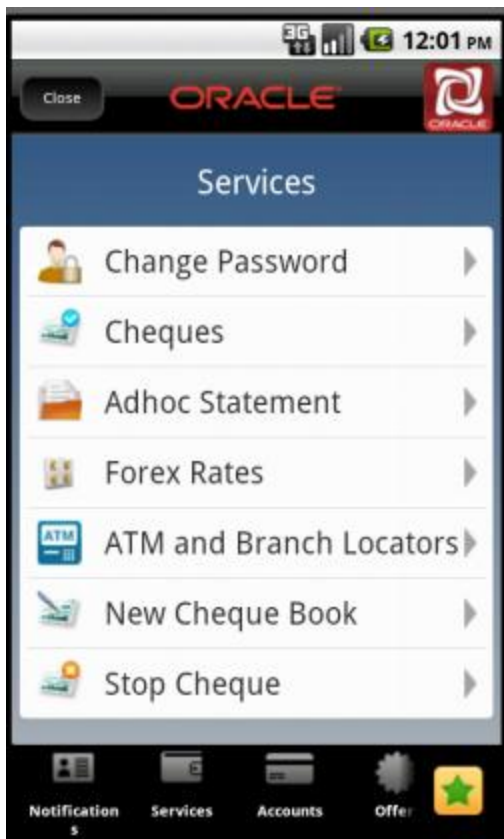 3G
12:01 PM
Close
ORACLE
ORACLE
Services
Change Password
Cheques
Adhoc Statement
Forex Rates
ATM
ATM and Branch Locators
New Cheque Book
Stop Cheque
Notification
s
Services
Accounts
Offer